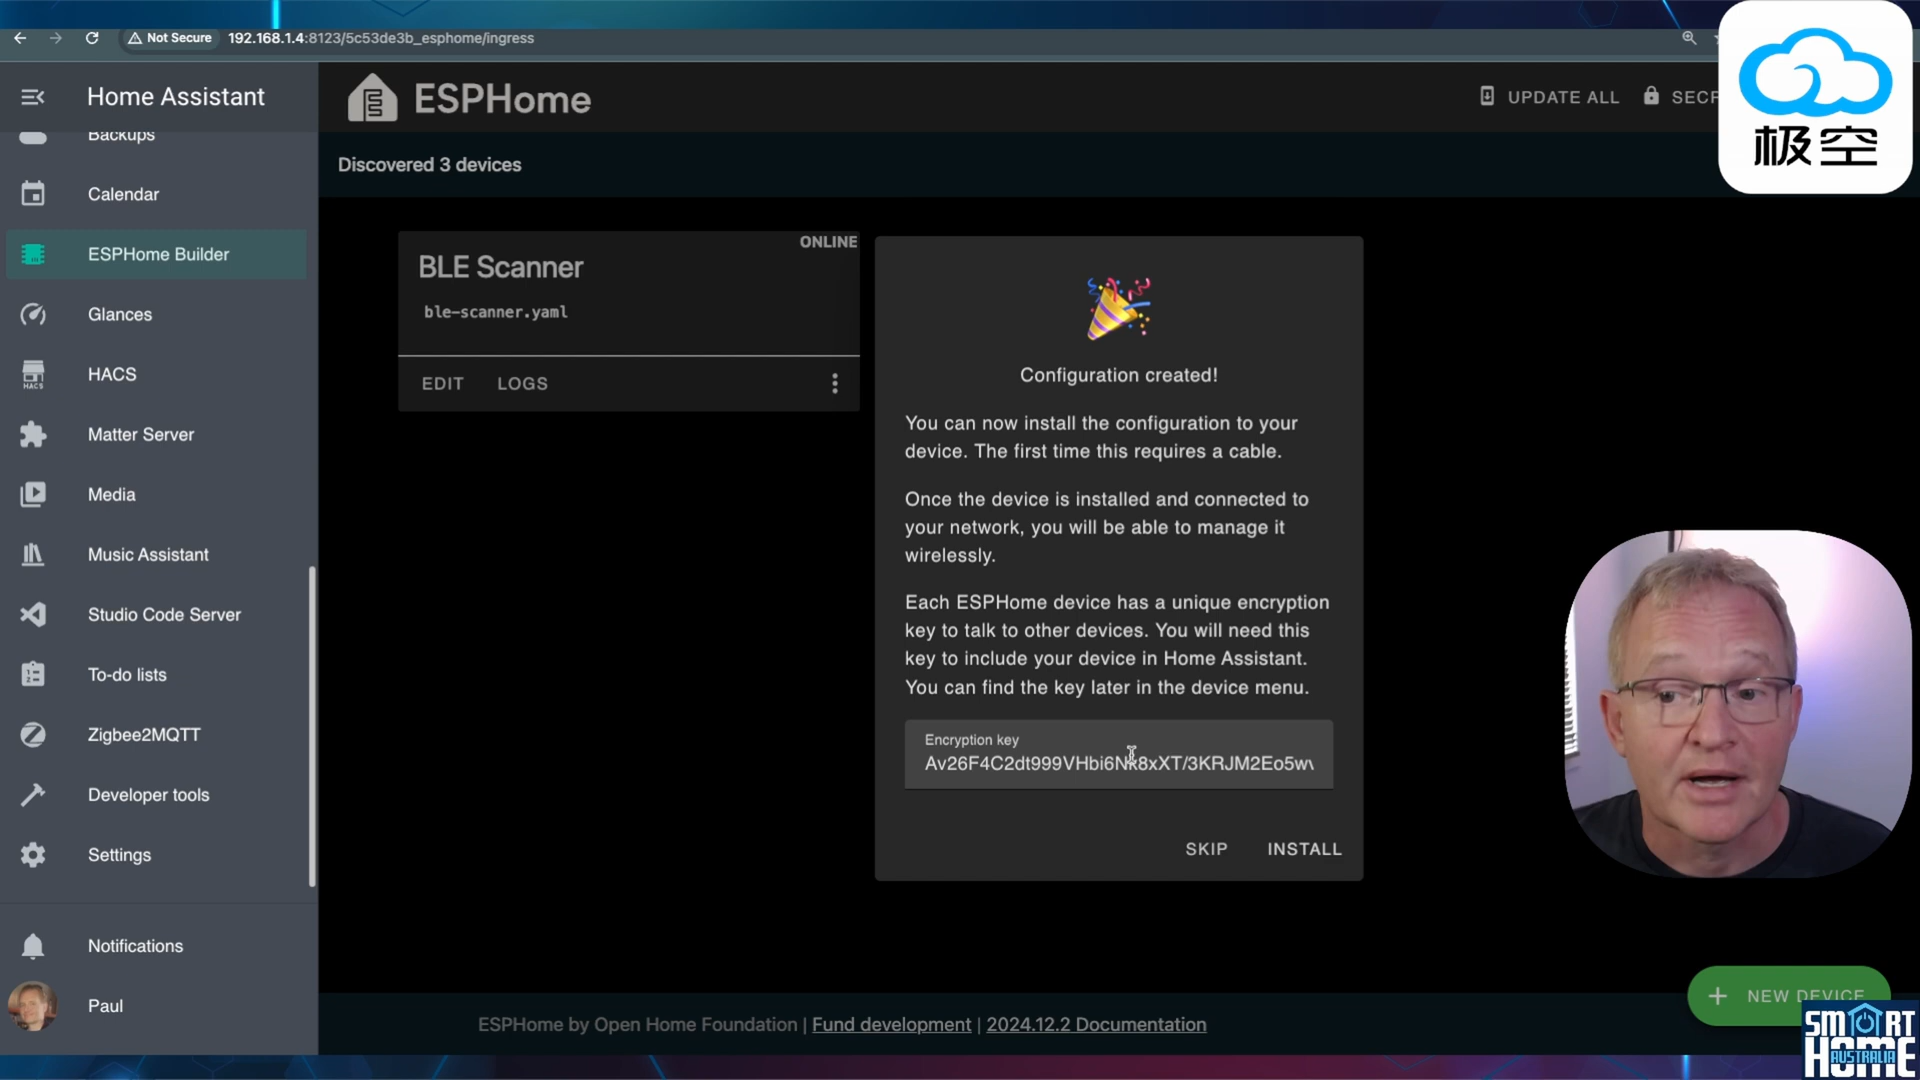 Not Secure 192.168.1.4:8123/5c53de3b_esphome/ingress
Home Assistant
Backups
Calendar
ESPHome Builder
Glances
HACS
HACS
Matter Server
Media
Music Assistant
Studio Code Server
To-do lists
Zigbee2MQTT
Developer tools
Settings
Notifications
Paul
ESPHome
UPDATE ALL
SECR
极空
Discovered 3 devices
ONLINE
BLE Scanner
ble-scanner.yaml
EDIT LOGS
Configuration created!
You can now install the configuration to your
device. The first time this requires a cable.
Once the device is installed and connected to
your network, you will be able to manage it
wirelessly.
Each ESPHome device has a unique encryption
key to talk to other devices. You will need this
key to include your device in Home Assistant.
You can find the key later in the device menu.
Encryption key
Av26F4C2dt999VHbi6Nk8xXT/3KRJM2Eo5w
SKIP INSTALL
+ NEW DEVICE
ESPHome by Open Home Foundation | Fund development | 2024.12.2 Documentation
SMART
HOME
AUSTRALIA